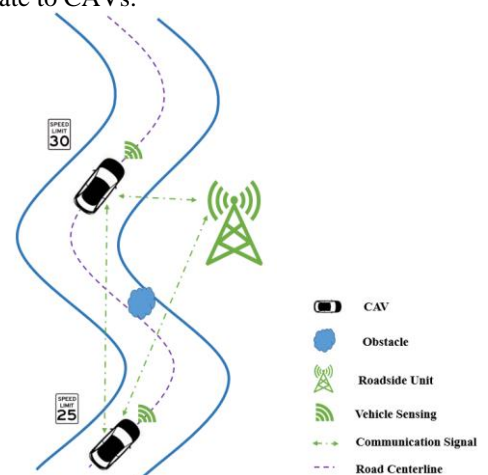 ate to CAVs.
SPEED
LIMIT
30
SPEED
LIMIT
25
CAV
Obstacle
Roadside Unit
Vehicle Sensing
Communication Signal
Road Centerline